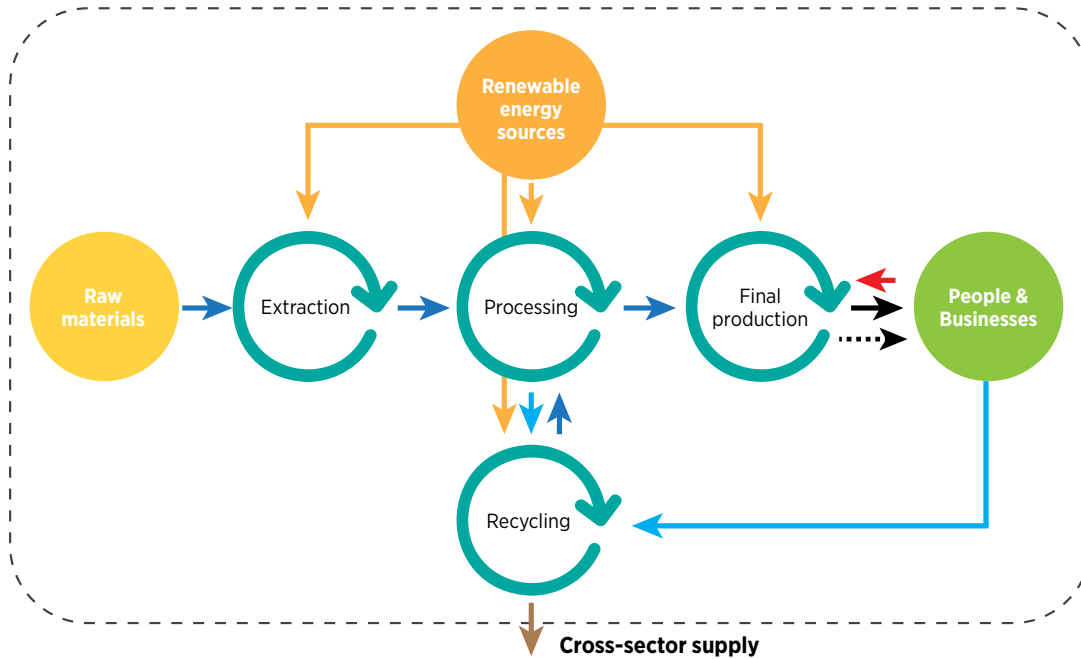 Renewable
energy
sources
Raw
materials
Extraction
Processing
Final
production
People &
Businesses
Recycling
Cross-sector supply